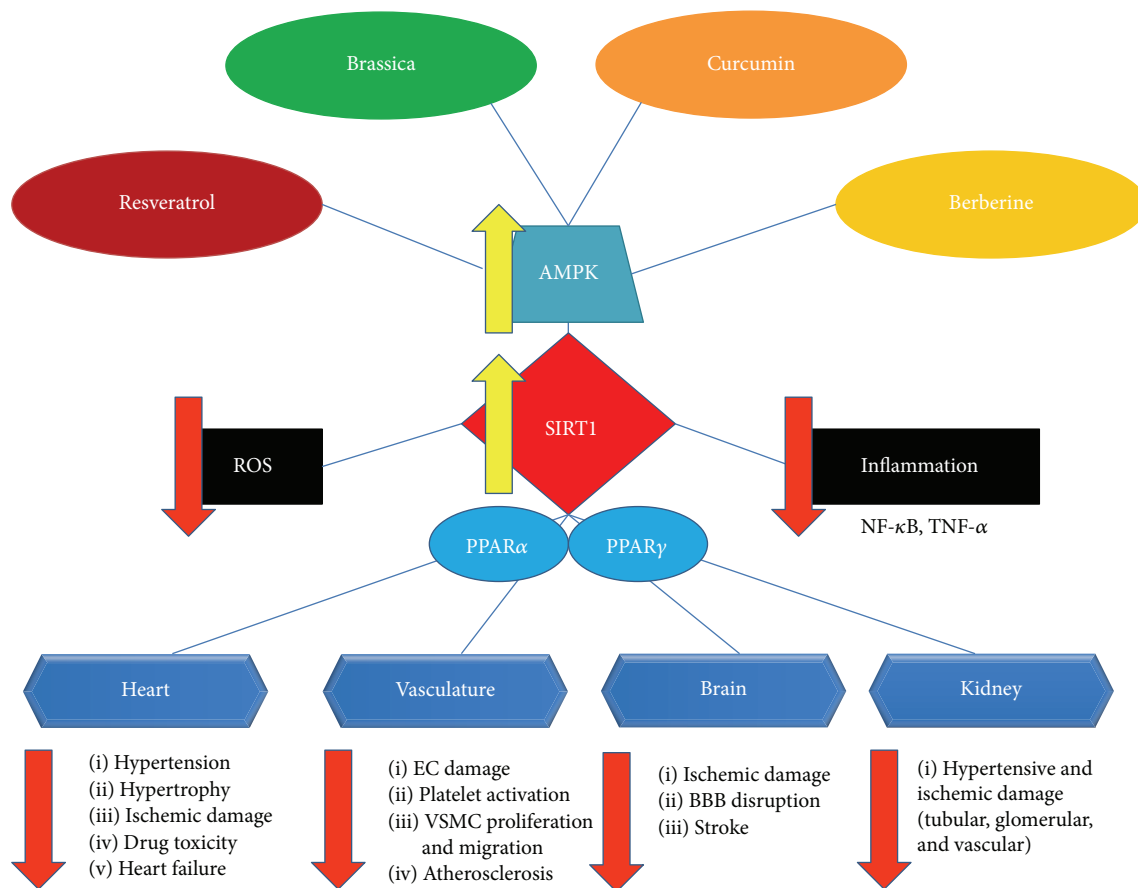 Brassica
Curcumin
Resveratrol
Berberine
AMPK
SIRT1
ROS
Inflammation
NF-κB, TNF-α
PPARα
PPARγ
Heart
Vasculature
Brain
Kidney
(i) Hypertension
(ii) Hypertrophy
(iii) Ischemic damage
(iv) Drug toxicity
(v) Heart failure
(i) EC damage
(ii) Platelet activation
(iii) VSMC proliferation
and migration
(iv) Atherosclerosis
(i) Ischemic damage
(ii) BBB disruption
(iii) Stroke
(i) Hypertensive and
ischemic damage
(tubular, glomerular,
and vascular)